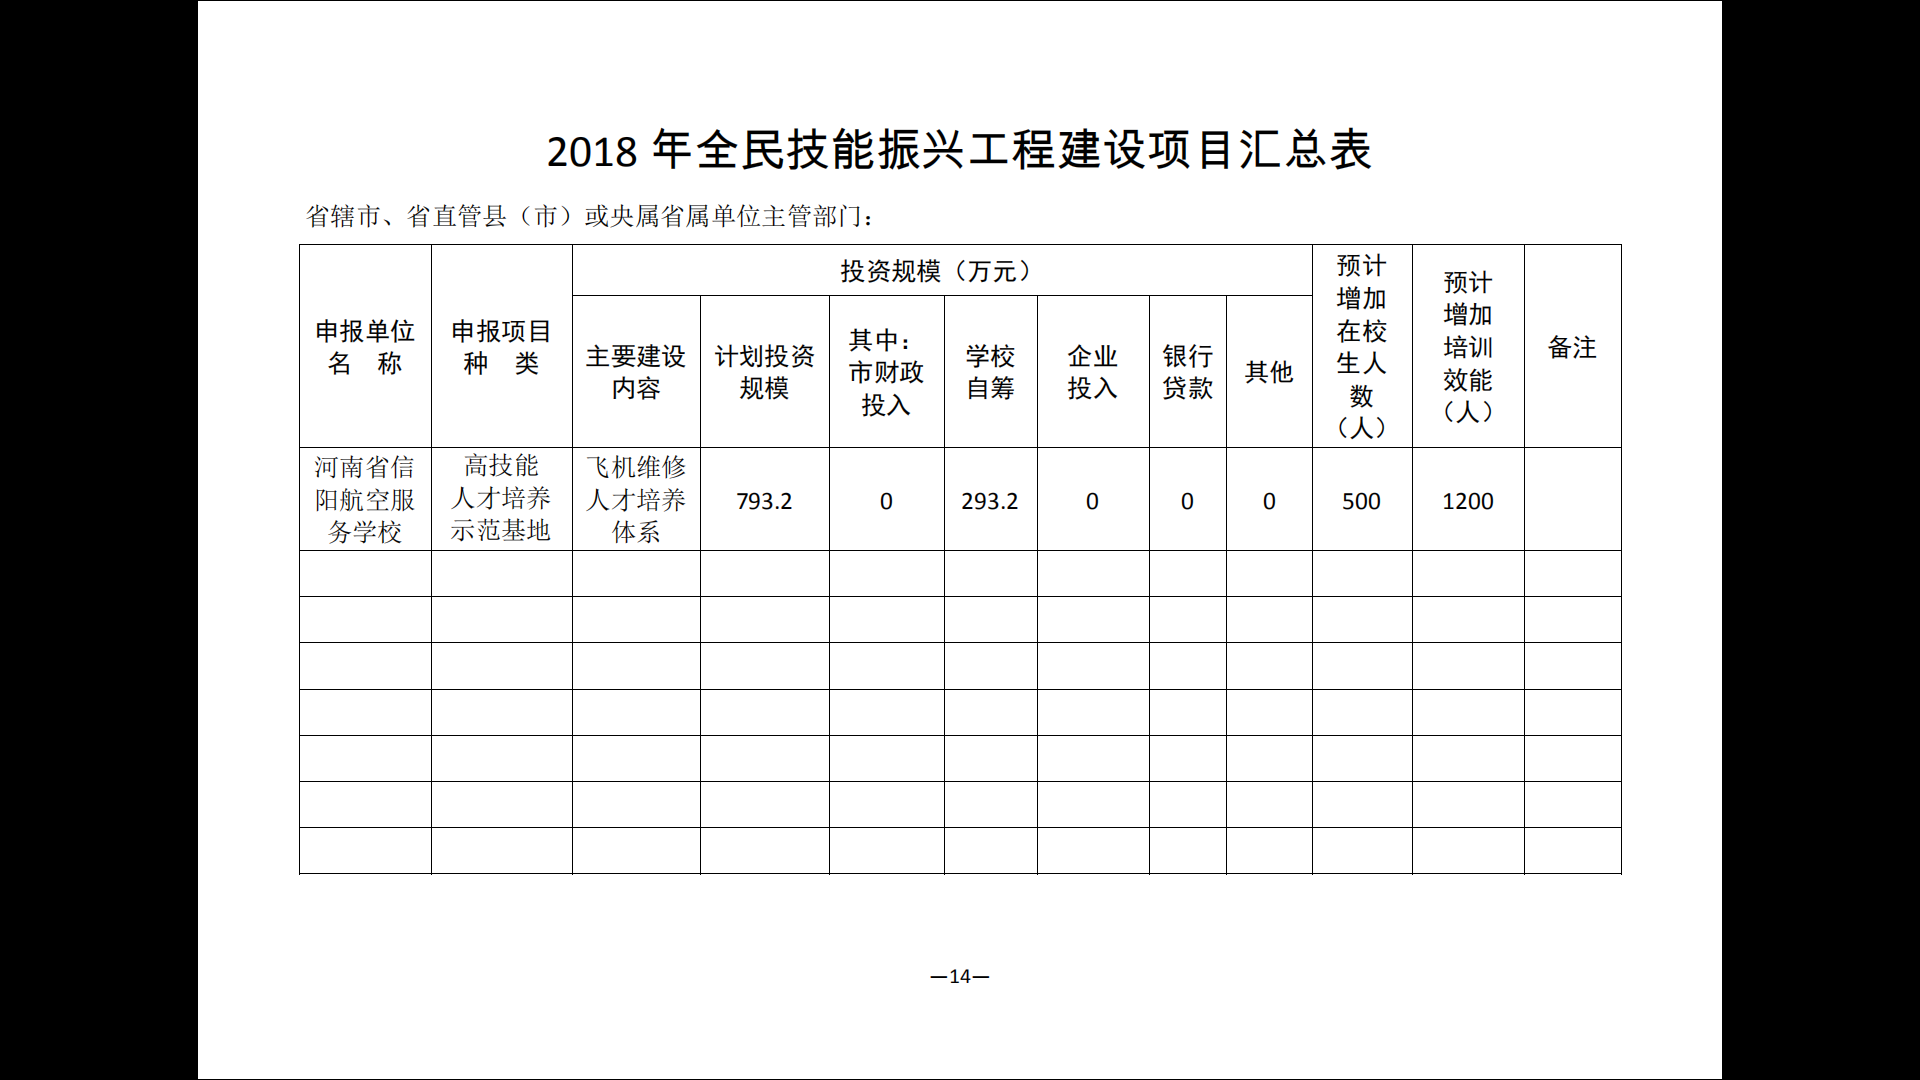 2018 年全民技能振兴工程建设项目汇总表
省辖市、省直管县（市）或央属省属单位主管部门：
申报单位
名　称
申报项目
种　类
投资规模（万元）
主要建设
内容
计划投资
规模
其中：
市财政
投入
学校
自筹
企业
投入
银行
贷款
其他
预计
增加
在校
生人
数
（人）
预计
增加
培训
效能
（人）
备注
河南省信
阳航空服
务学校
高技能
人才培养
示范基地
飞机维修
人才培养
体系
793.2
0
293.2
0
0
0
500
1200
—14—